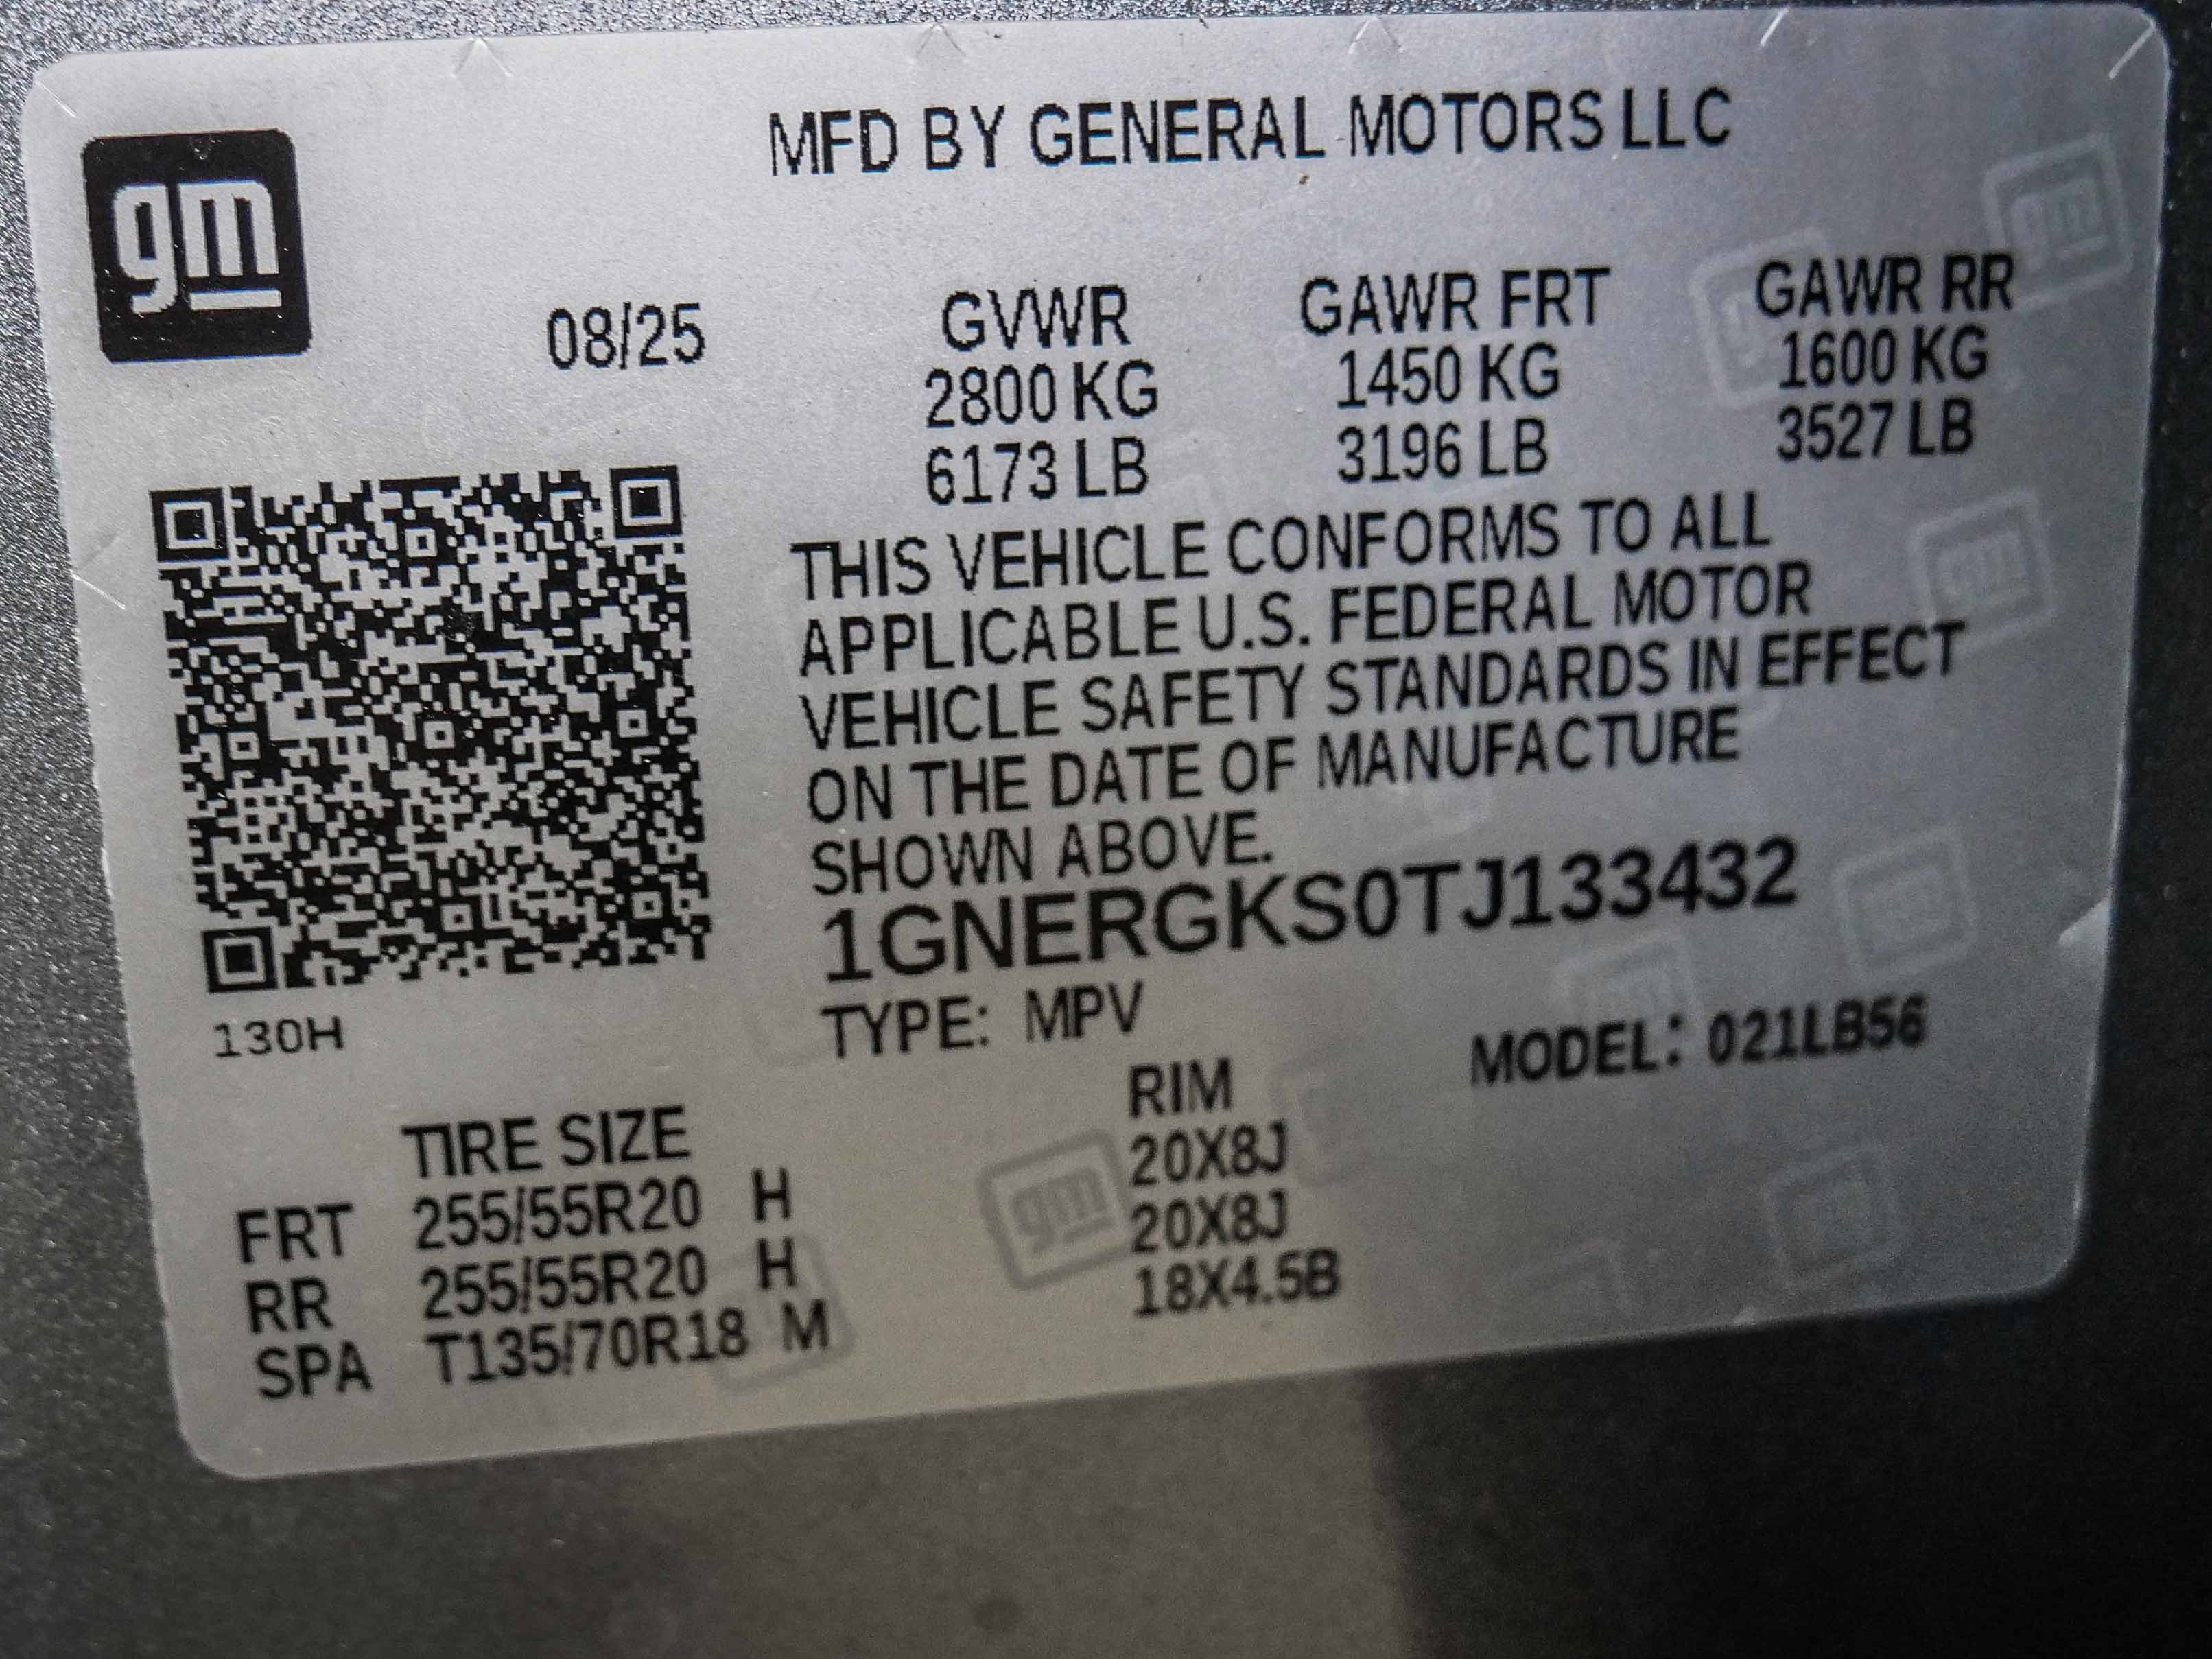 gm
MFD BY GENERAL MOTORS LLC
08/25
GVWR GAWR FRT GAWR RR
2800 KG 1450 KG 1600 KG
6173 LB 3196 LB 3527 LB
THIS VEHICLE CONFORMS TO ALL
APPLICABLE U.S. FEDERAL MOTOR
VEHICLE SAFETY STANDARDS IN EFFECT
ON THE DATE OF MANUFACTURE
SHOWN ABOVE.
1GNERGKS0TJ133432
130H
TYPE: MPV MODEL: 021LB56
TIRE SIZE RIM
FRT 255/55R20 H 20X8J
RR 255/55R20 H 20X8J
SPA T135/70R18 M 18X4.5B